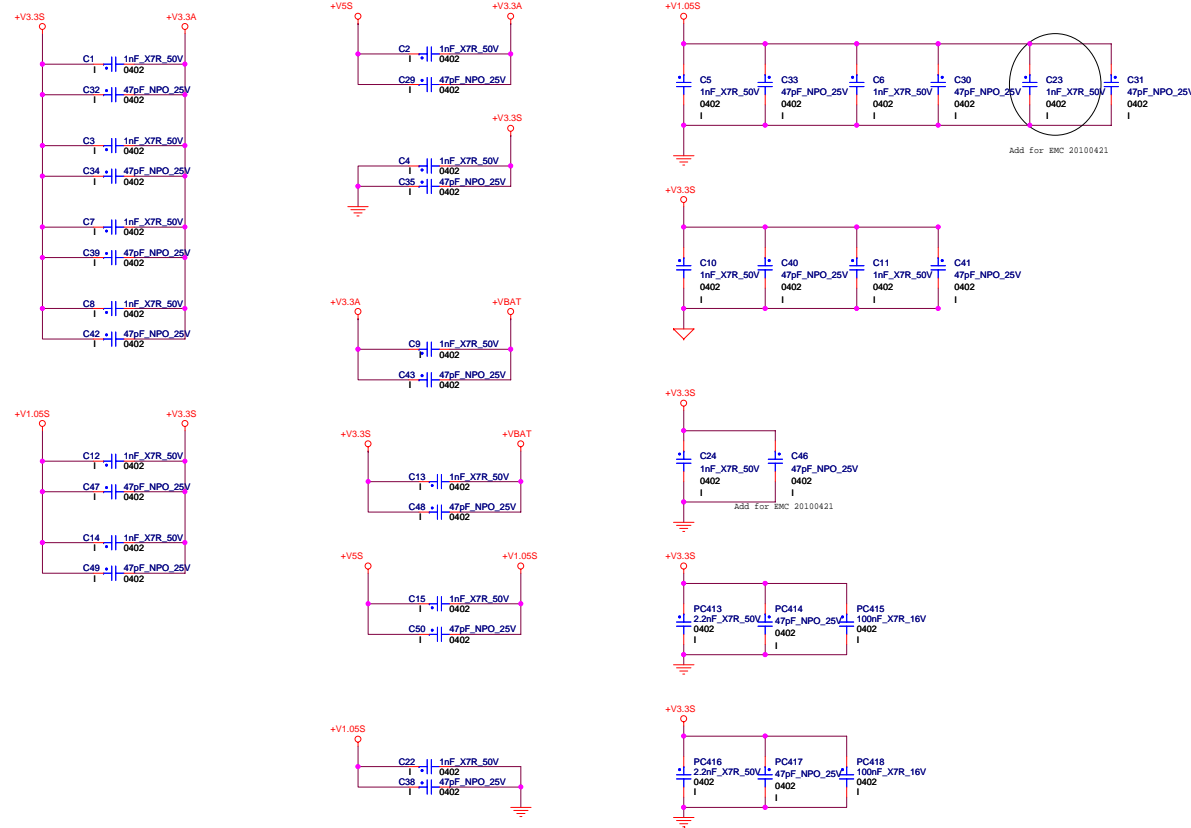 +V3.3S +V3.3A
C1 1nF_X7R_50V
I 0402
C32 47pF_NPO_25V
I 0402
C3 1nF_X7R_50V
I 0402
C34 47pF_NPO_25V
I 0402
C7 1nF_X7R_50V
I 0402
C39 47pF_NPO_25V
I 0402
C8 1nF_X7R_50V
I 0402
C42 47pF_NPO_25V
I 0402
+V1.05S +V3.3S
C12 1nF_X7R_50V
I 0402
C47 47pF_NPO_25V
I 0402
C14 1nF_X7R_50V
I 0402
C49 47pF_NPO_25V
I 0402
+V5S +V3.3A
C2 1nF_X7R_50V
I 0402
C29 47pF_NPO_25V
I 0402
+V3.3S
C4 1nF_X7R_50V
I 0402
C35 47pF_NPO_25V
I 0402
+V3.3A +VBAT
C9 1nF_X7R_50V
I 0402
C43 47pF_NPO_25V
I 0402
+V3.3S +VBAT
C13 1nF_X7R_50V
I 0402
C48 47pF_NPO_25V
I 0402
+V5S +V1.05S
C15 1nF_X7R_50V
I 0402
C50 47pF_NPO_25V
I 0402
+V1.05S
C22 1nF_X7R_50V
I 0402
C38 47pF_NPO_25V
I 0402
+V1.05S
C5 C33 C6 C30 C23 C31
1nF_X7R_50V 47pF_NPO_25V 1nF_X7R_50V 47pF_NPO_25V 1nF_X7R_50V 47pF_NPO_25V
0402 0402 0402 0402 0402 0402
I I I I I I
Add for EMC 20100421
+V3.3S
C10 C40 C11 C41
1nF_X7R_50V 47pF_NPO_25V 1nF_X7R_50V 47pF_NPO_25V
0402 0402 0402 0402
I I I I
+V3.3S
C24 C46
1nF_X7R_50V 47pF_NPO_25V
0402 0402
I I
Add for EMC 20100421
+V3.3S
PC413 PC414 PC415
2.2nF_X7R_50V 47pF_NPO_25V 100nF_X7R_16V
0402 0402 0402
I I I
+V3.3S
PC416 PC417 PC418
2.2nF_X7R_50V 47pF_NPO_25V 100nF_X7R_16V
0402 0402 0402
I I I